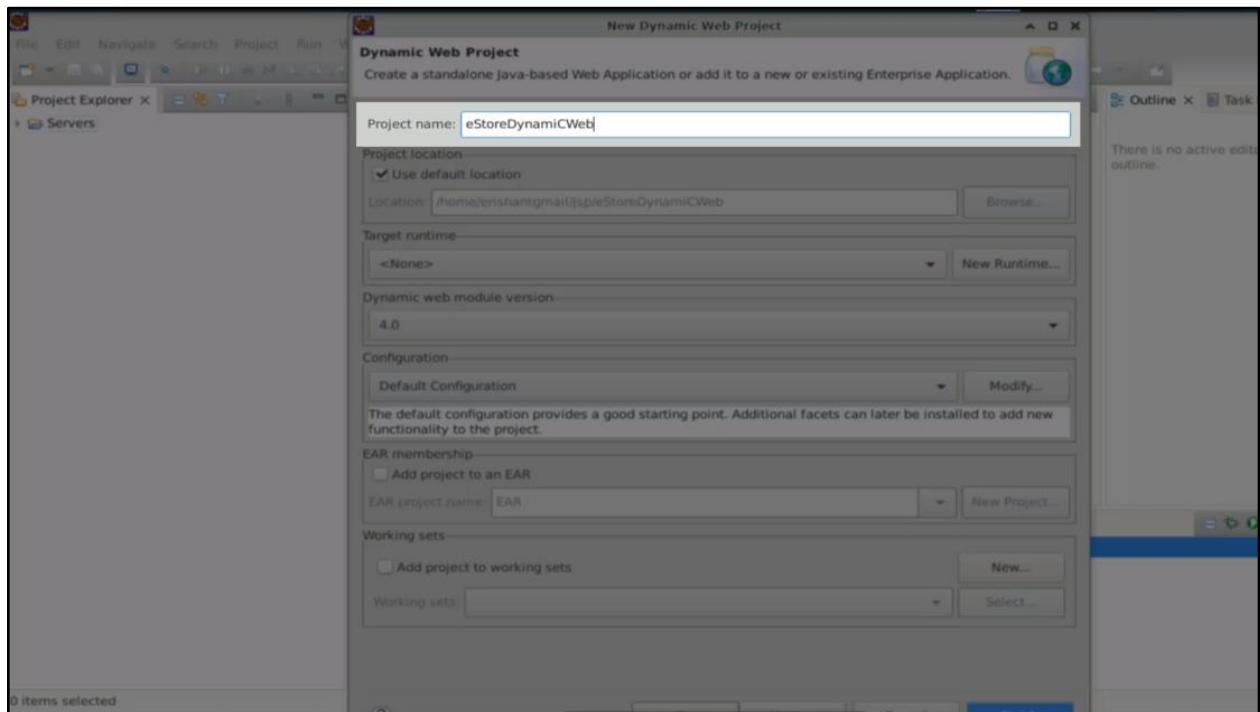 New Dynamic Web Project
File Edit Navigate Search Project Run
Dynamic Web Project
Create a standalone Java-based Web Application or add it to a new or existing Enterprise Application.
Project Explorer
Outline
Task
Servers
Project name: eStoreDynamiCWeb
There is no active
outline.
Project location
Use default location
Location: /home/erishantgmail/jsp/eStoreDynamiCWeb
Browse...
Target runtime
<None>
New Runtime...
Dynamic web module version
4.0
Configuration
Default Configuration
Modify...
The default configuration provides a good starting point. Additional facets can later be installed to add new
functionality to the project.
EAR membership
Add project to an EAR
EAR project name: EAR
New Project...
Working sets
Add project to working sets
New...
Working sets:
Select...
0 items selected